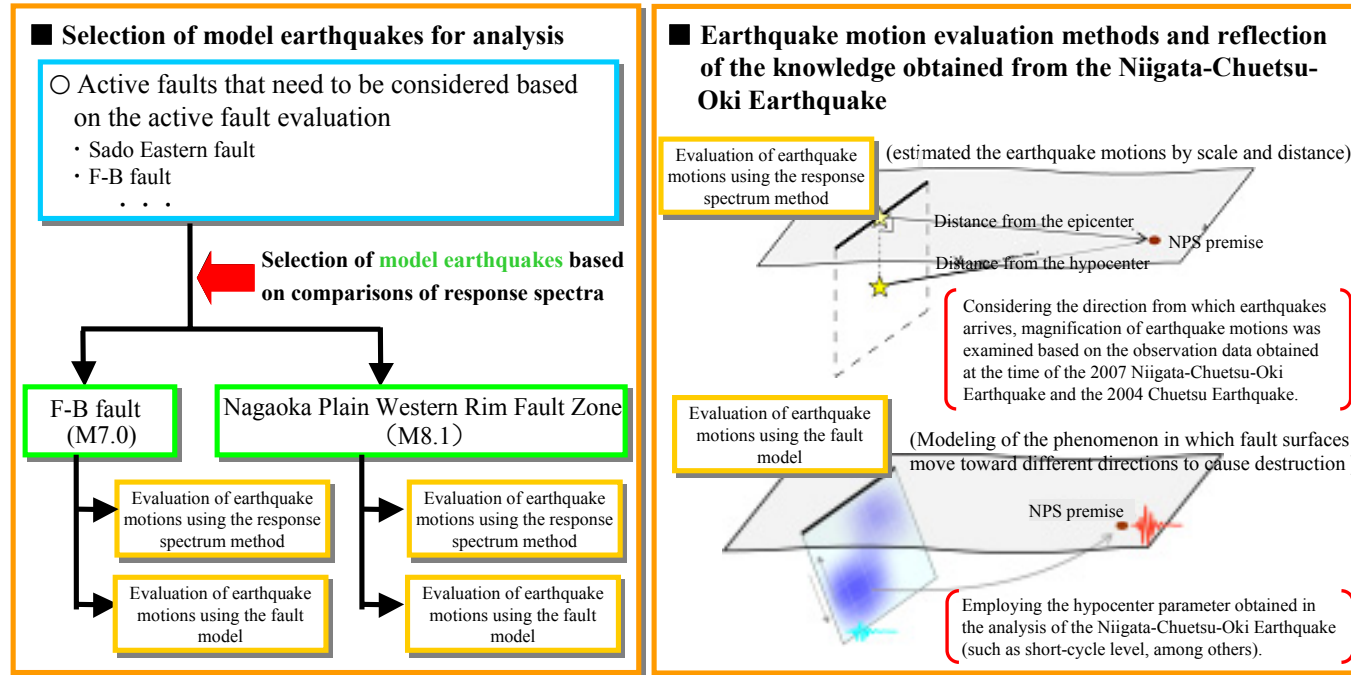 ■ Selection of model earthquakes for analysis
○ Active faults that need to be considered based
on the active fault evaluation
・Sado Eastern fault
・F-B fault
・・・
Selection of model earthquakes based
on comparisons of response spectra
F-B fault
(M7.0)
Nagaoka Plain Western Rim Fault Zone
(M8.1)
Evaluation of earthquake
motions using the response
spectrum method
Evaluation of earthquake
motions using the fault
model
Evaluation of earthquake
motions using the response
spectrum method
Evaluation of earthquake
motions using the fault
model
■ Earthquake motion evaluation methods and reflection
of the knowledge obtained from the Niigata-Chuetsu-
Oki Earthquake
Evaluation of earthquake
motions using the response
spectrum method
(estimated the earthquake motions by scale and distance)
Distance from the epicenter
NPS premise
Distance from the hypocenter
Considering the direction from which earthquakes
arrives, magnification of earthquake motions was
examined based on the observation data obtained
at the time of the 2007 Niigata-Chuetsu-Oki
Earthquake and the 2004 Chuetsu Earthquake.
Evaluation of earthquake
motions using the fault
model
(Modeling of the phenomenon in which fault surfaces
move toward different directions to cause destruction
NPS premise
Employing the hypocenter parameter obtained in
the analysis of the Niigata-Chuetsu-Oki Earthquake
(such as short-cycle level, among others).